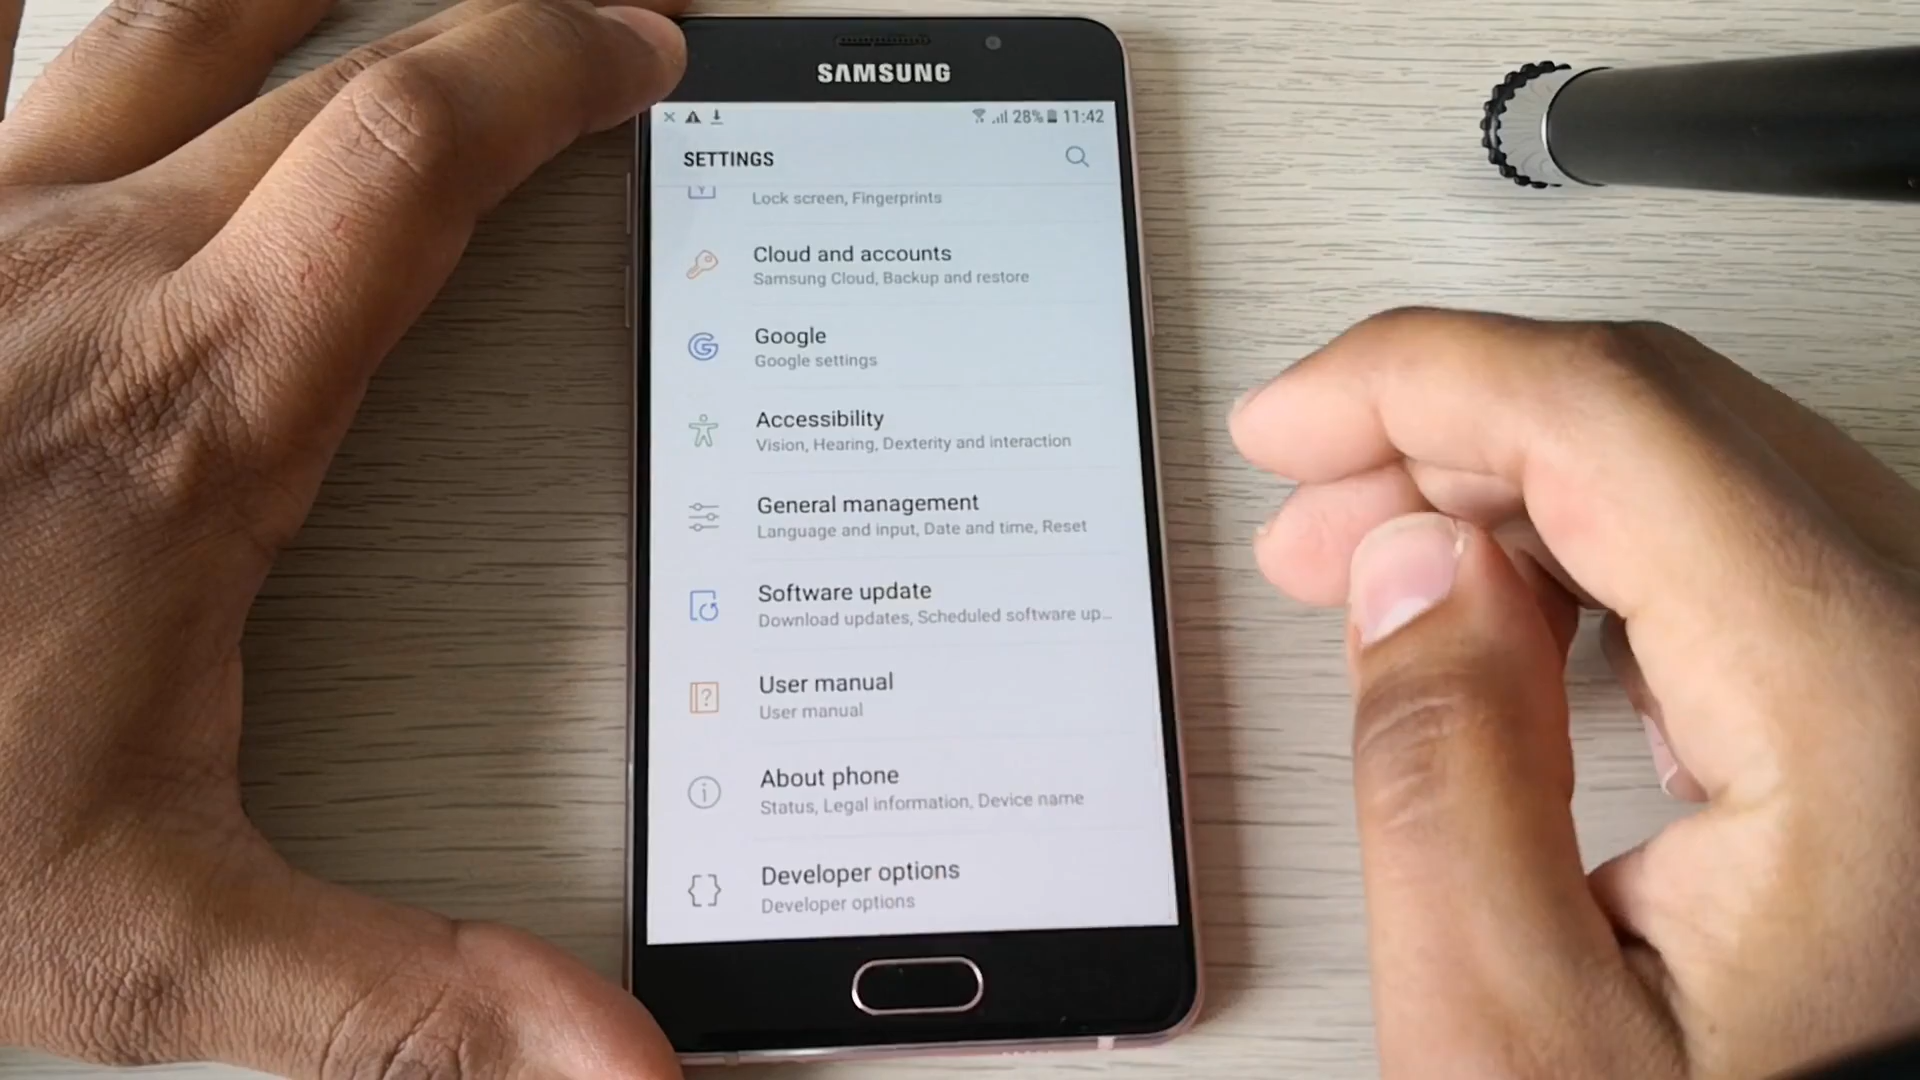 SAMSUNG
28% 11:42
SETTINGS
Lock screen, Fingerprints
Cloud and accounts
Samsung Cloud, Backup and restore
Google
Google settings
Accessibility
Vision, Hearing, Dexterity and interaction
General management
Language and input, Date and time, Reset
Software update
Download updates, Scheduled software up...
User manual
User manual
About phone
Status, Legal information, Device name
Developer options
Developer options